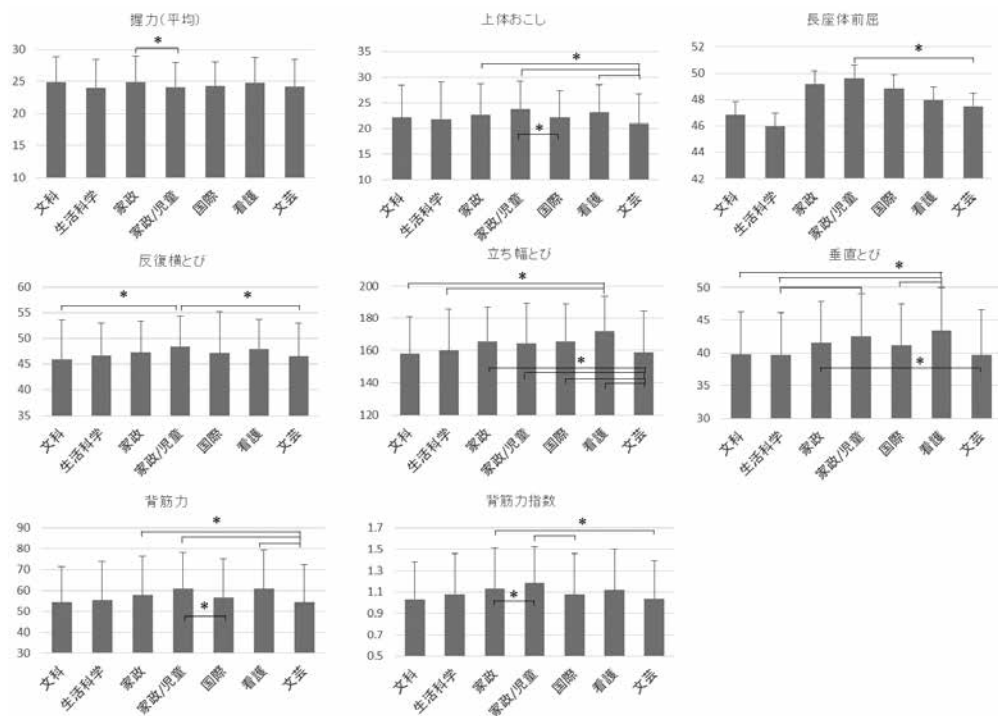 握力(平均)
*
30
25
20
15
10
文科
生活科学
家政
家政/児童
国際
看護
文芸
上体おこし
*
*
35
30
25
20
15
10
文科
生活科学
家政
家政/児童
国際
看護
文芸
長座体前屈
*
52
50
48
46
44
42
文科
生活科学
家政
家政/児童
国際
看護
文芸
反復横とび
*
*
60
55
50
45
40
35
文科
生活科学
家政
家政/児童
国際
看護
文芸
立ち幅とび
*
*
200
180
160
140
120
文科
生活科学
家政
家政/児童
国際
看護
文芸
垂直とび
*
*
50
45
40
35
30
文科
生活科学
家政
家政/児童
国際
看護
文芸
背筋力
*
*
90
80
70
60
50
40
30
文科
生活科学
家政
家政/児童
国際
看護
文芸
背筋力指数
*
*
1.7
1.5
1.3
1.1
0.9
0.7
0.5
文科
生活科学
家政
家政/児童
国際
看護
文芸